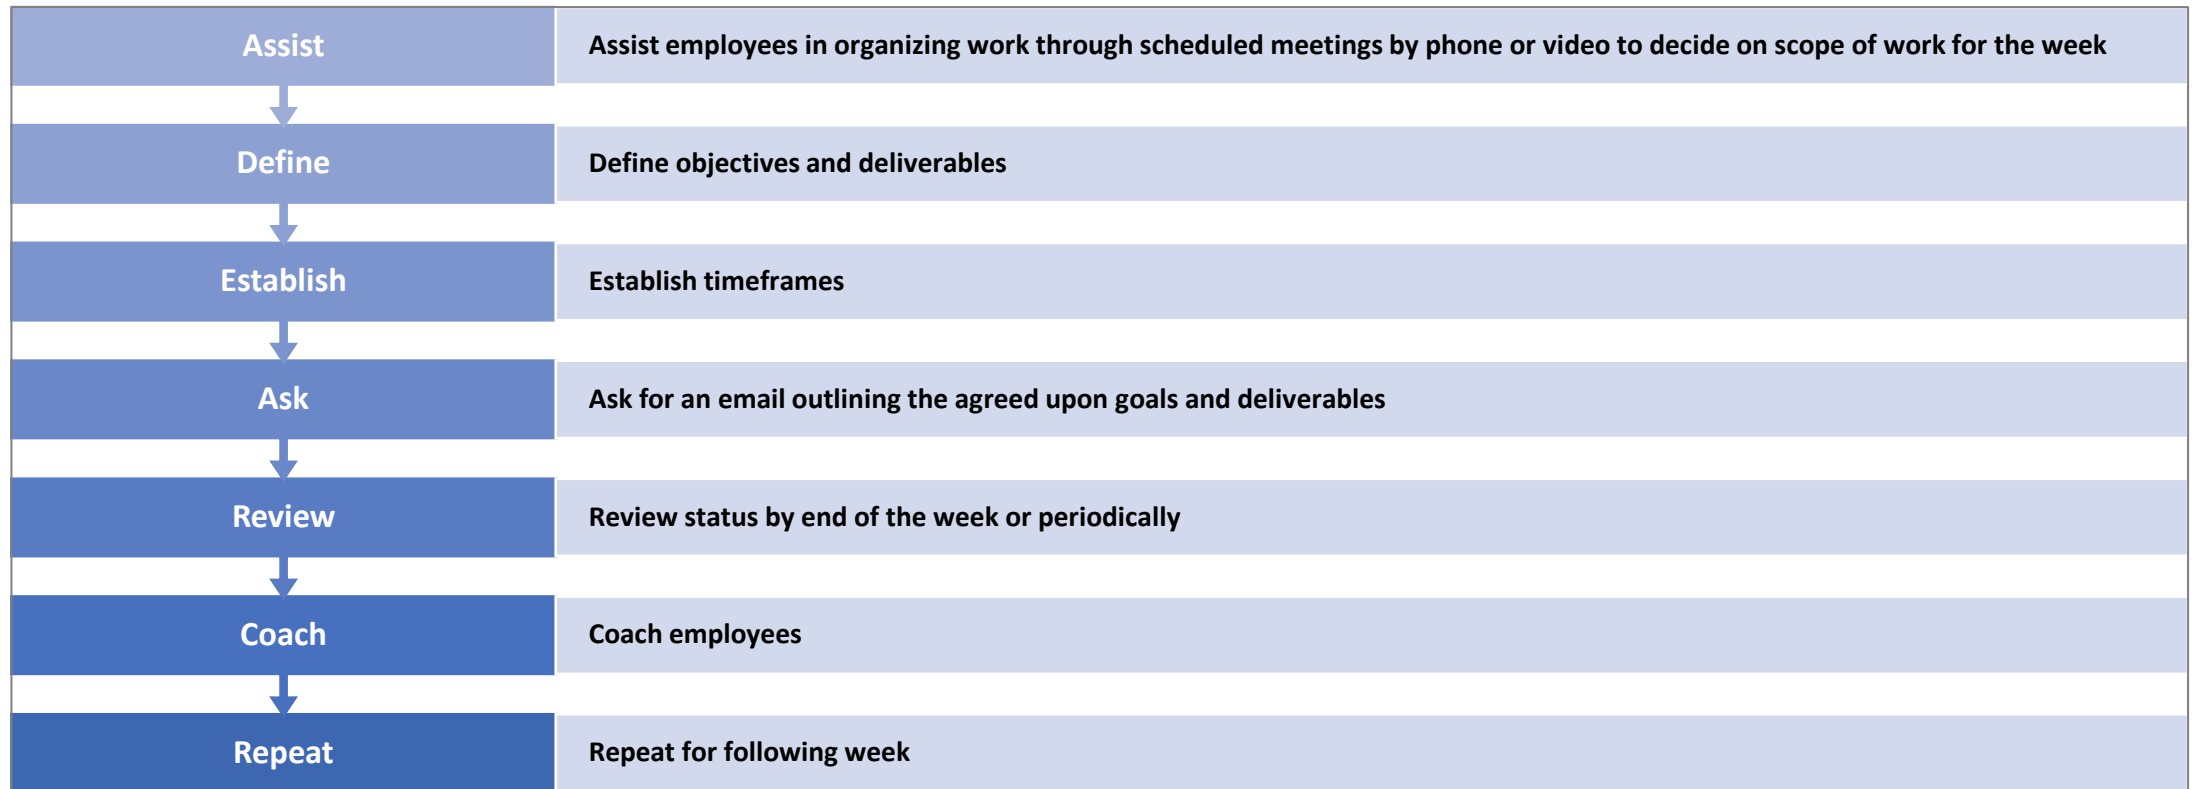 Assist
Assist employees in organizing work through scheduled meetings by phone or video to decide on scope of work for the week
Define
Define objectives and deliverables
Establish
Establish timeframes
Ask
Ask for an email outlining the agreed upon goals and deliverables
Review
Review status by end of the week or periodically
Coach
Coach employees
Repeat
Repeat for following week